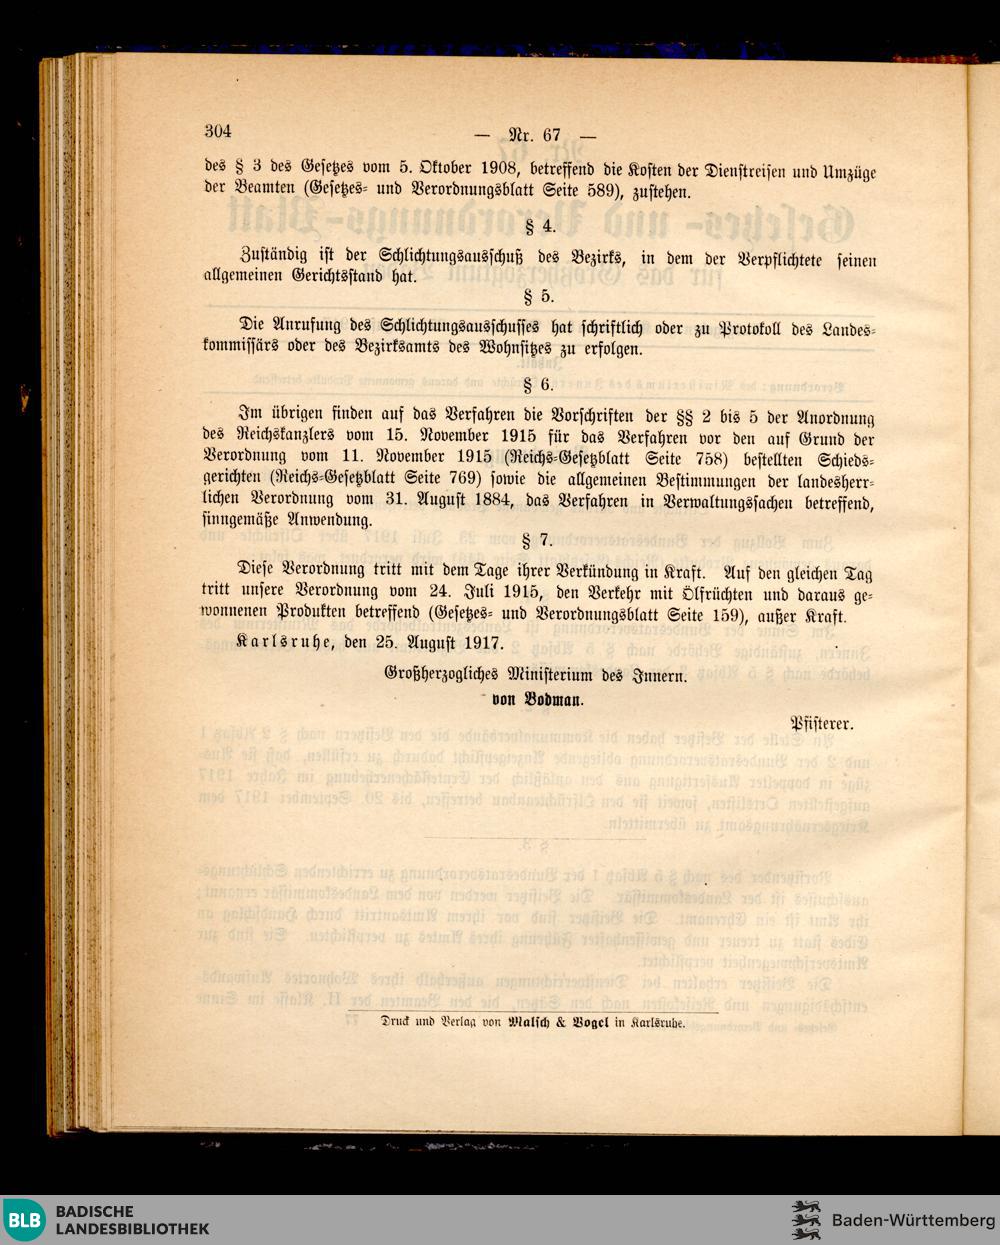 304
— Nr. 67 —
des § 3 des Gesetzes vom 5. Oktober 1908, betreffend die Kosten der Dienstreisen und Umzüge
der Beamten (Gesetzes- und Verordnungsblatt Seite 589), zustehen.
§ 4.
Zuständig ist der Schlichtungsausschuß des Bezirks, in dem der Verpflichtete seinen
allgemeinen Gerichtsstand hat.
§ 5.
Die Anrufung des Schlichtungsausschusses hat schriftlich oder zu Protokoll des Landes-
kommissärs oder des Bezirksamts des Wohnsitzes zu erfolgen.
§ 6.
Im übrigen finden auf das Verfahren die Vorschriften der §§ 2 bis 5 der Anordnung
des Reichskanzlers vom 15. November 1915 für das Verfahren vor den auf Grund der
Verordnung vom 11. November 1915 (Reichs-Gesetzblatt Seite 758) bestellten Schieds-
gerichten (Reichs-Gesetzblatt Seite 769) sowie die allgemeinen Bestimmungen der landesherr-
lichen Verordnung vom 31. August 1884, das Verfahren in Verwaltungssachen betreffend,
sinngemäße Anwendung.
§ 7.
Diese Verordnung tritt mit dem Tage ihrer Verkündung in Kraft. Auf den gleichen Tag
tritt unsere Verordnung vom 24. Juli 1915, den Verkehr mit Ölfrüchten und daraus ge-
wonnenen Produkten betreffend (Gesetzes- und Verordnungsblatt Seite 159), außer Kraft.
Karlsruhe, den 25. August 1917.
Großherzogliches Ministerium des Innern.
von Bodman.
Pfisterer.
Druck und Verlag von Malsch & Vogel in Karlsruhe.
BLB
BADISCHE
LANDESBIBLIOTHEK
Baden-Württemberg